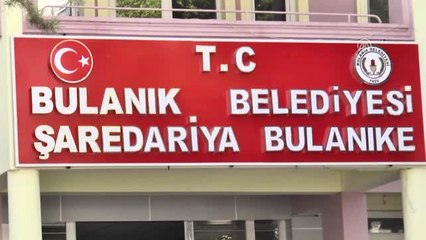 T.C
BULANIK BELEDİYESİ
ŞAREDARİYA BULANIKE